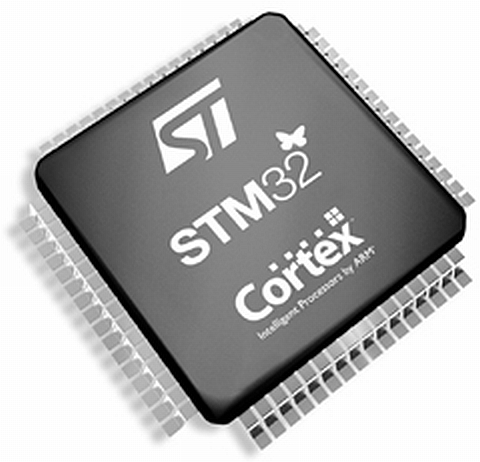 ST
STM32
Cortex
Intelligent Processors by ARM®